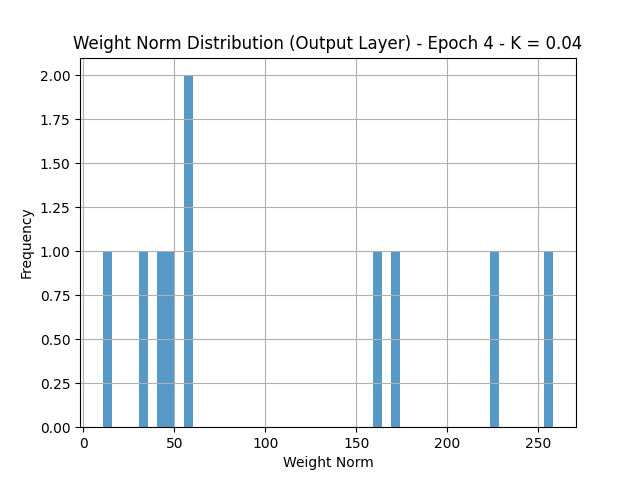 Weight Norm Distribution (Output Layer) - Epoch 4 - K = 0.04
2.00
1.75
1.50
1.25
1.00
0.75
0.50
0.25
0.00
Frequency
0 50 100 150 200 250
Weight Norm